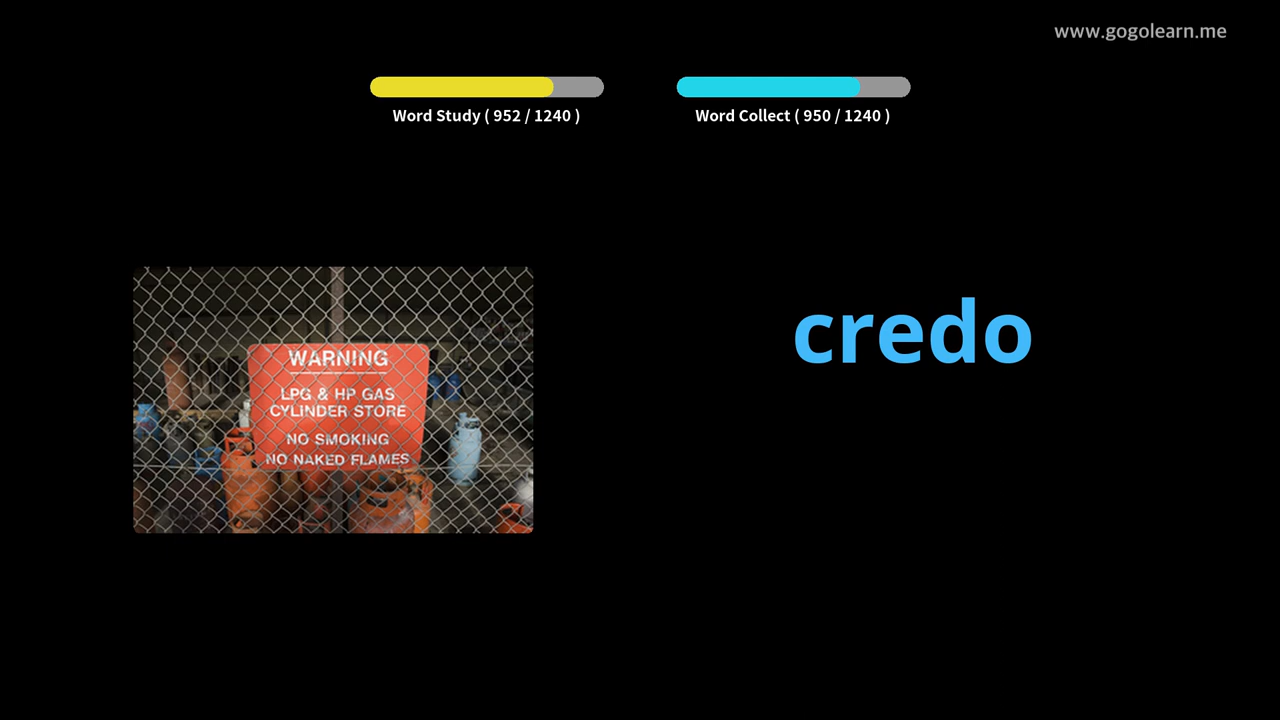 www.gogolearn.me
Word Study ( 952 / 1240 )
Word Collect ( 950 / 1240 )
credo
WARNING
LPG & HP GAS
CYLINDER STORE
NO SMOKING
NO NAKED FLAMES